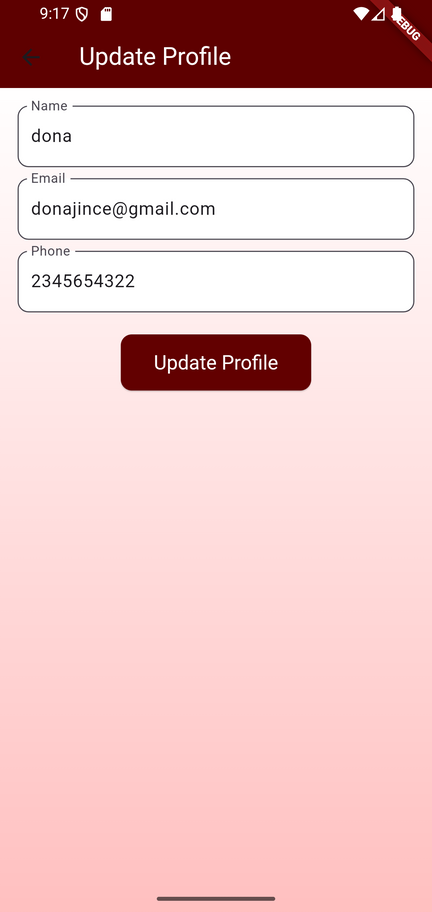 9:17
DEBUG
Update Profile
Name
dona
Email
donajince@gmail.com
Phone
2345654322
Update Profile